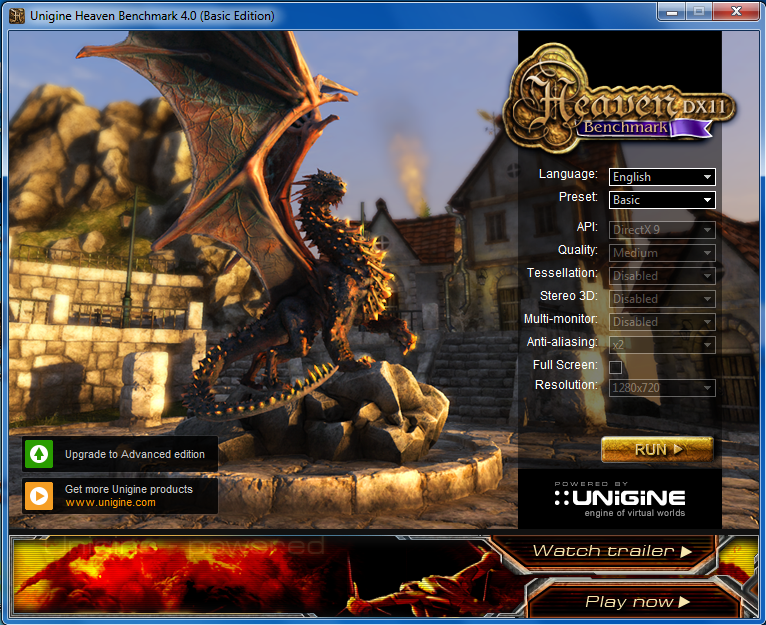 Unigine Heaven Benchmark 4.0 (Basic Edition)
Heaven DX11
Benchmark
Language: English
Preset: Basic
API: DirectX 9
Quality: Medium
Tessellation: Disabled
Stereo 3D: Disabled
Multi-monitor: Disabled
Anti-aliasing: x2
Full Screen:
Resolution: 1280x720
RUN
Upgrade to Advanced edition
Get more Unigine products
www.unigine.com
POWERED BY
UNIGINE
engine of virtual worlds
Unigine - powered
Watch trailer
Play now